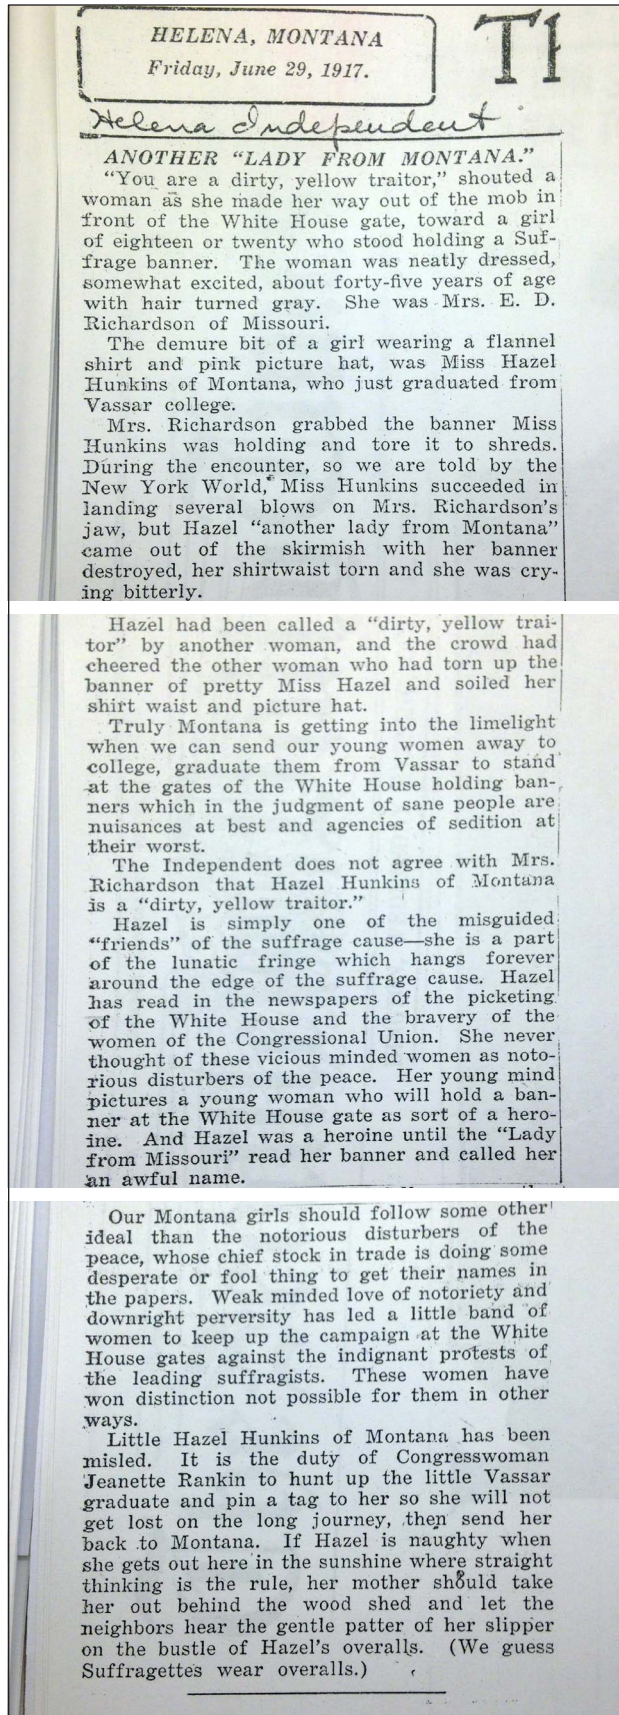 HELENA, MONTANA
Friday, June 29, 1917.
Helena Independent
ANOTHER "LADY FROM MONTANA."
"You are a dirty, yellow traitor," shouted a
woman as she made her way out of the mob in
front of the White House gate, toward a girl
of eighteen or twenty who stood holding a Suf-
frage banner. The woman was neatly dressed,
somewhat excited, about forty-five years of age
with hair turned gray. She was Mrs. E. D.
Richardson of Missouri.
The demure bit of a girl wearing a flannel
shirt and pink picture hat, was Miss Hazel
Hunkins of Montana, who just graduated from
Vassar college.
Mrs. Richardson grabbed the banner Miss
Hunkins was holding and tore it to shreds.
During the encounter, so we are told by the
New York World, Miss Hunkins succeeded in
landing several blows on Mrs. Richardson's
jaw, but Hazel "another lady from Montana"
came out of the skirmish with her banner
destroyed, her shirtwaist torn and she was cry-
ing bitterly.
Hazel had been called a "dirty, yellow trai-
tor" by another woman, and the crowd had
cheered the other woman who had torn up the
banner of pretty Miss Hazel and soiled her
shirt waist and picture hat.
Truly Montana is getting into the limelight
when we can send our young women away to
college, graduate them from Vassar to stand
at the gates of the White House holding ban-
ners which in the judgment of sane people are
nuisances at best and agencies of sedition at
their worst.
The Independent does not agree with Mrs.
Richardson that Hazel Hunkins of Montana
is a "dirty, yellow traitor."
Hazel is simply one of the misguided
"friends" of the suffrage cause—she is a part
of the lunatic fringe which hangs forever
around the edge of the suffrage cause. Hazel
has read in the newspapers of the picketing
of the White House and the bravery of the
women of the Congressional Union. She never
thought of these vicious minded women as noto-
rious disturbers of the peace. Her young mind
pictures a young woman who will hold a ban-
ner at the White House gate as sort of a hero-
ine. And Hazel was a heroine until the "Lady
from Missouri" read her banner and called her
an awful name.
Our Montana girls should follow some other
ideal than the notorious disturbers of the
peace, whose chief stock in trade is doing some
desperate or fool thing to get their names in
the papers. Weak minded love of notoriety and
downright perversity has led a little band of
women to keep up the campaign at the White
House gates against the indignant protests of
the leading suffragists. These women have
won distinction not possible for them in other
ways.
Little Hazel Hunkins of Montana has been
misled. It is the duty of Congresswoman
Jeanette Rankin to hunt up the little Vassar
graduate and pin a tag to her so she will not
get lost on the long journey, then send her
back to Montana. If Hazel is naughty when
she gets out here in the sunshine where straight
thinking is the rule, her mother should take
her out behind the wood shed and let the
neighbors hear the gentle patter of her slipper
on the bustle of Hazel's overalls. (We guess
Suffragettes wear overalls.)